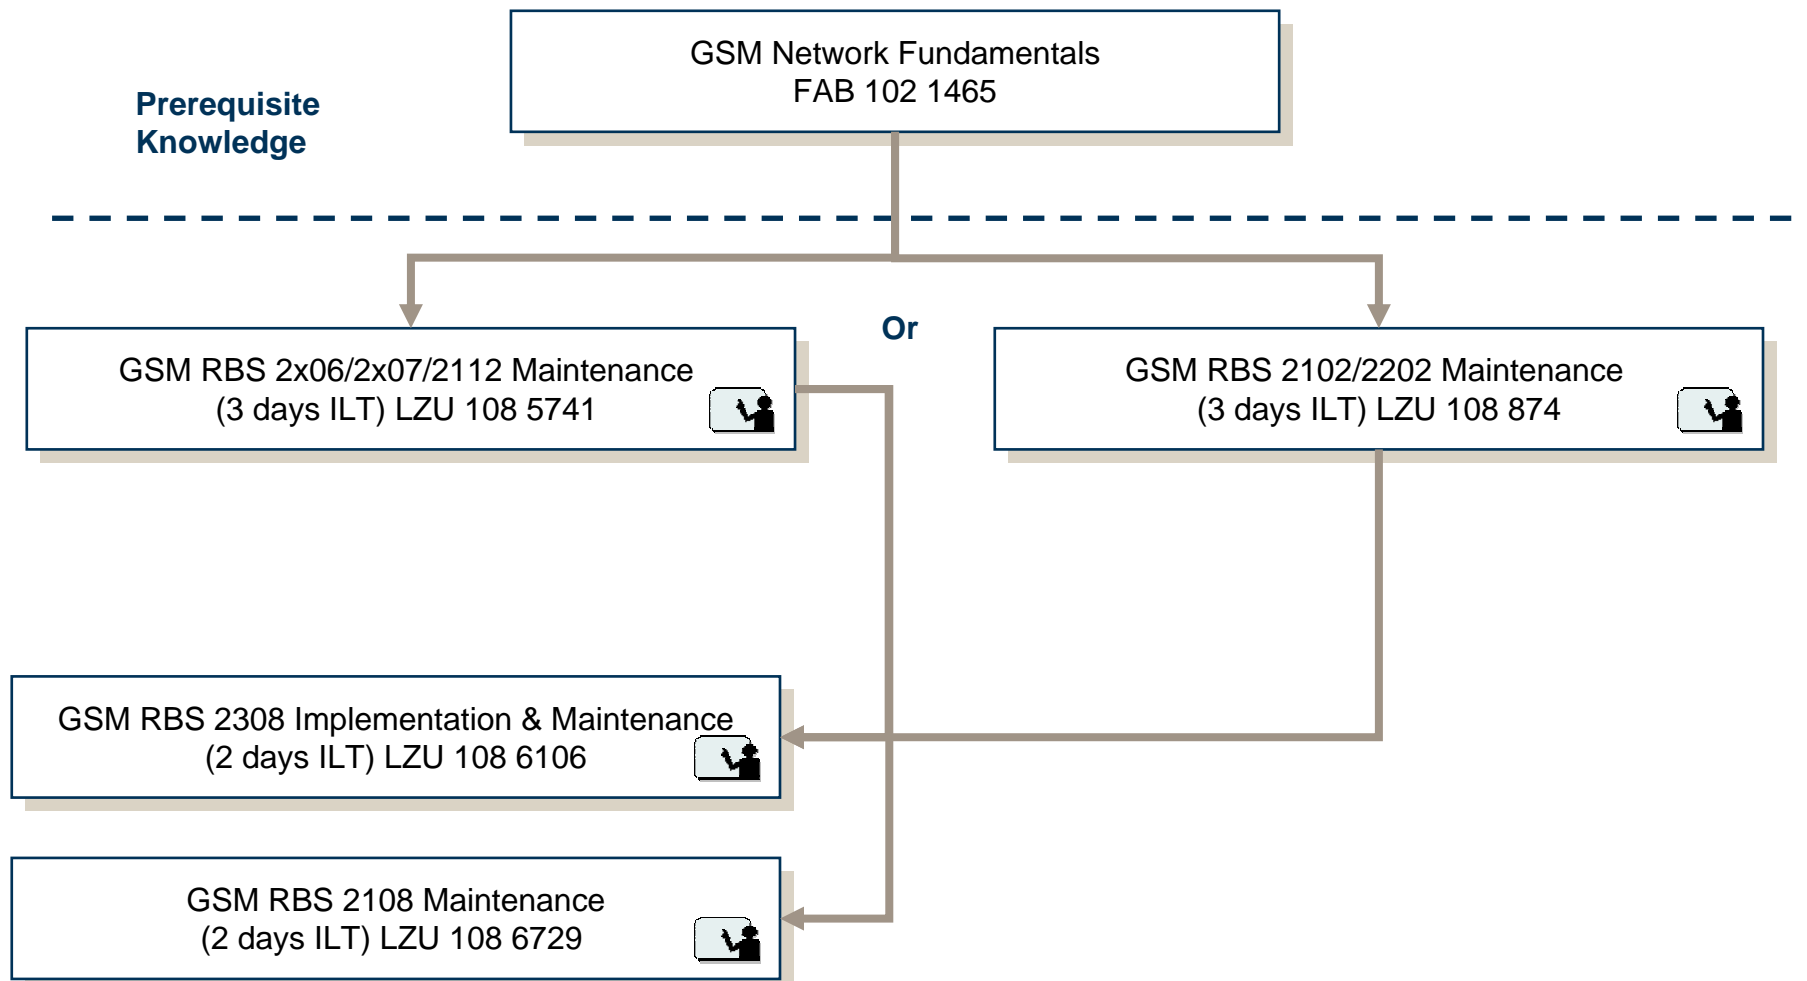 GSM Network Fundamentals
FAB 102 1465
Prerequisite
Knowledge
Or
GSM RBS 2x06/2x07/2112 Maintenance
(3 days ILT) LZU 108 5741
GSM RBS 2102/2202 Maintenance
(3 days ILT) LZU 108 874
GSM RBS 2308 Implementation & Maintenance
(2 days ILT) LZU 108 6106
GSM RBS 2108 Maintenance
(2 days ILT) LZU 108 6729